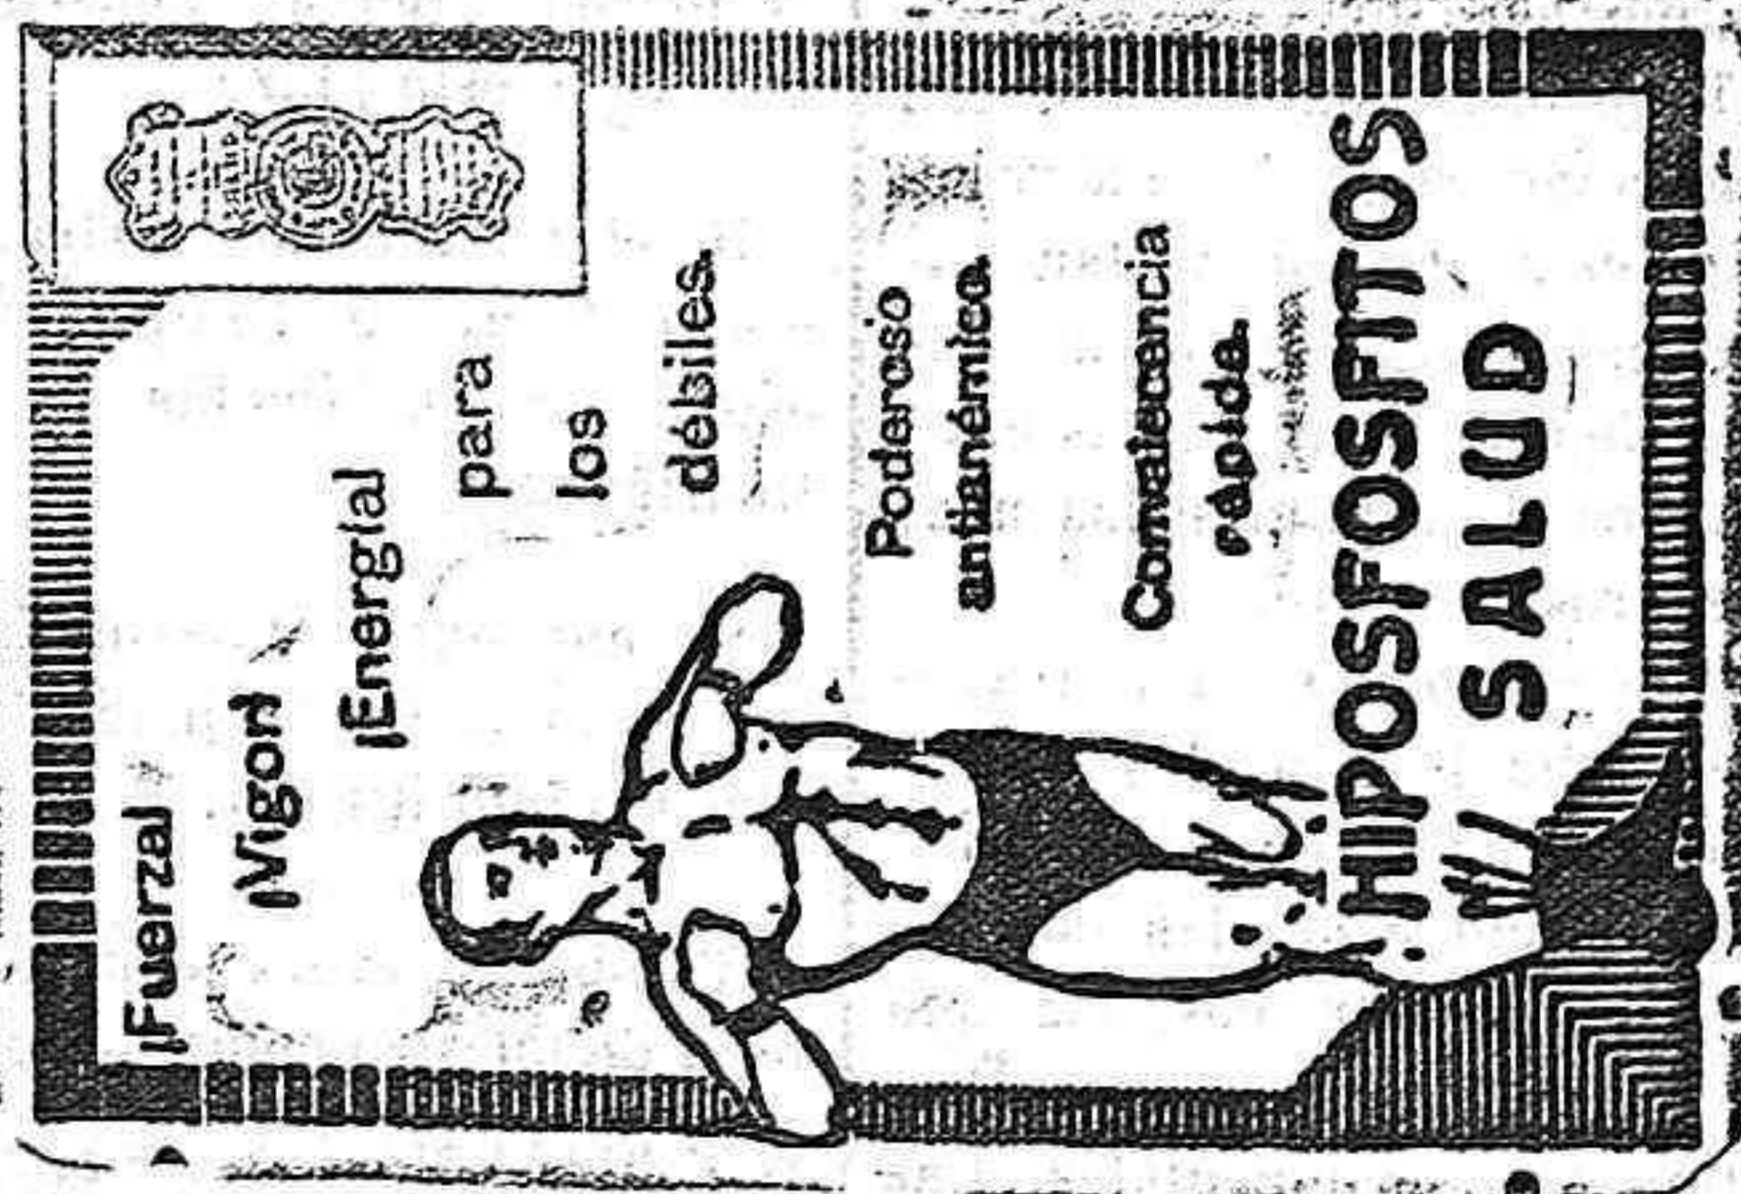 ¡Fuerza!
¡Vigor!
¡Energía!
para
los
débiles.
Poderoso
antianémico.
Convalecencia
rápida.
HIPOSFOSFITOS
SALUD